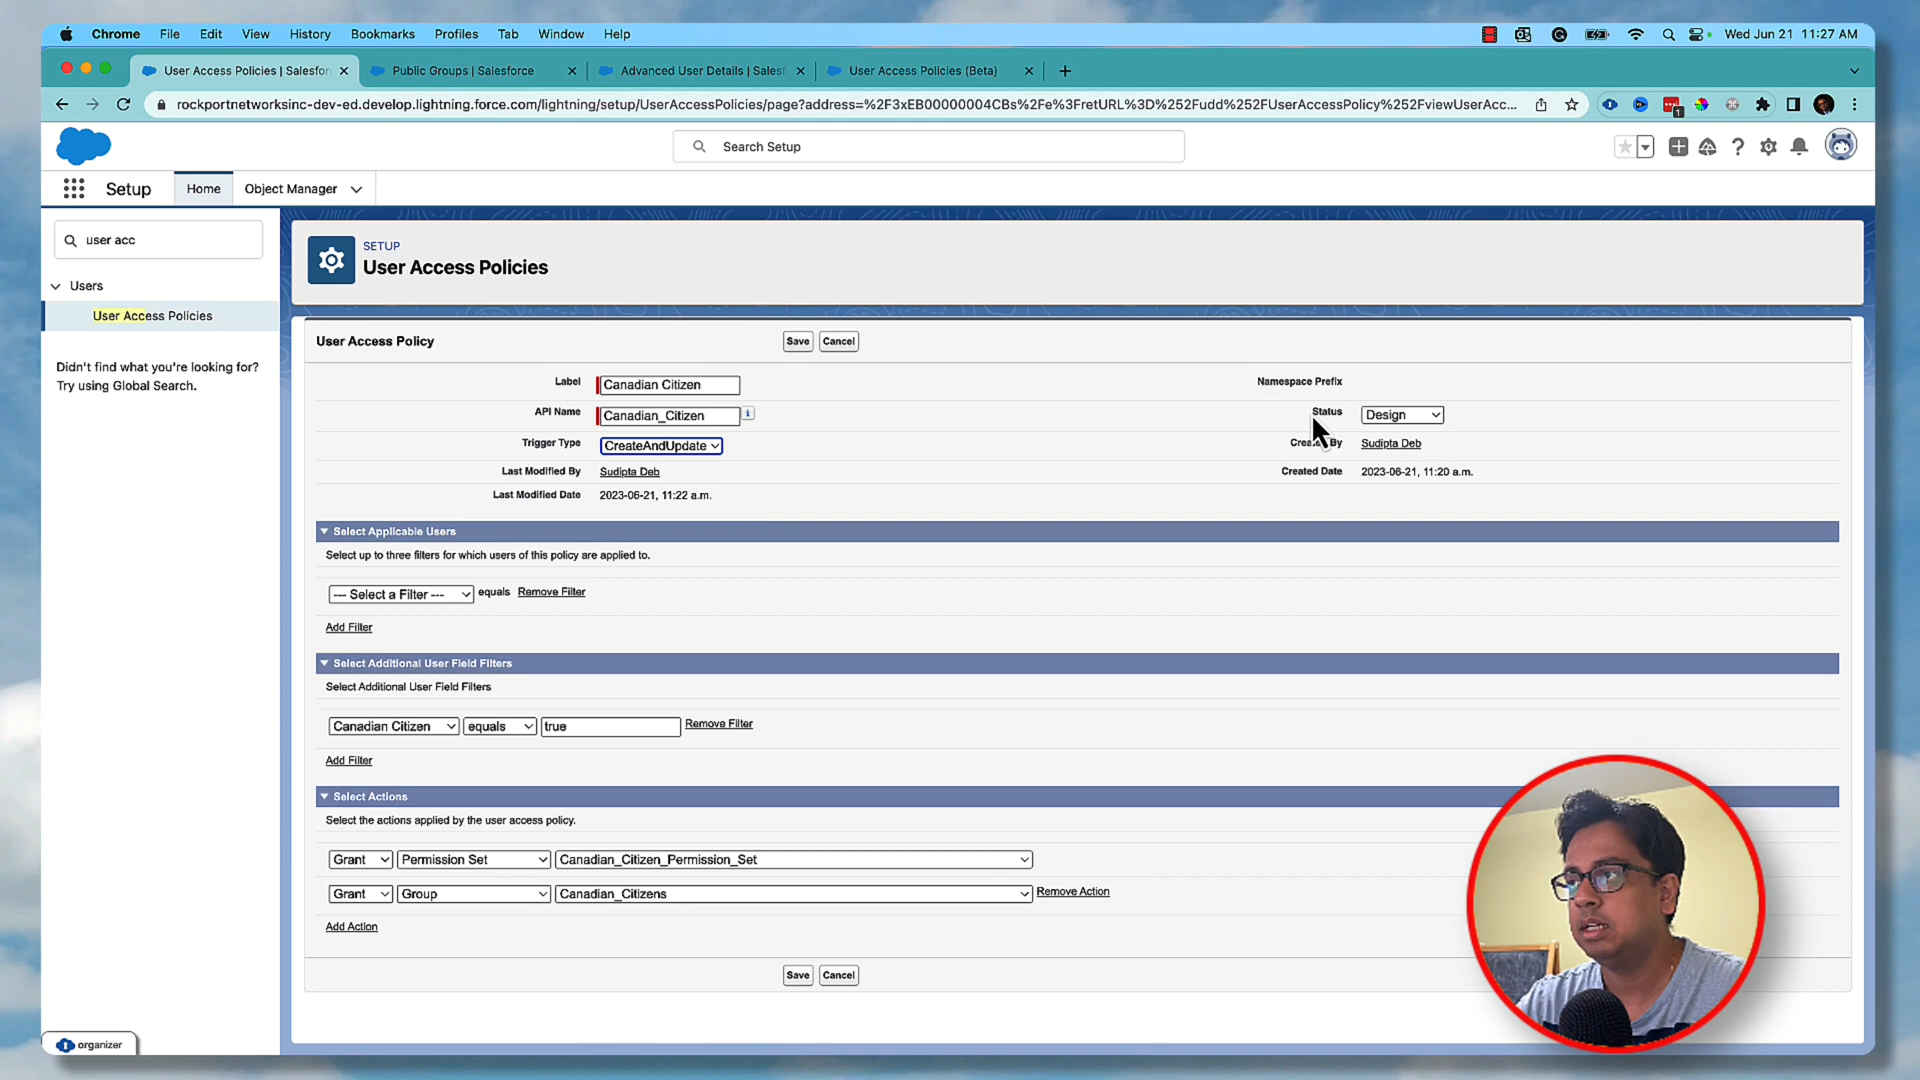 Chrome File Edit View History Bookmarks Profiles Tab Window Help Wed Jun 21 11:27 AM
User Access Policies | Salesfor Public Groups | Salesforce Advanced User Details | Salesf User Access Policies (Beta)
rockportnetworksinc-dev-ed.develop.lightning.force.com/lightning/setup/UserAccessPolicies/page?address=%2F3xEB00000004CBs%2Fe%3FretURL%3D%252Fudd%252FUserAccessPolicy%252FviewUserAcc...
Search Setup
Setup Home Object Manager
user acc
Users
User Access Policies
Didn't find what you're looking for?
Try using Global Search.
SETUP
User Access Policies
User Access Policy Save Cancel
Label Canadian Citizen Namespace Prefix
API Name Canadian_Citizen i Status Design
Trigger Type CreateAndUpdate Created By Sudipta Deb
Last Modified By Sudipta Deb Created Date 2023-06-21, 11:20 a.m.
Last Modified Date 2023-06-21, 11:22 a.m.
Select Applicable Users
Select up to three filters for which users of this policy are applied to.
--- Select a Filter --- equals Remove Filter
Add Filter
Select Additional User Field Filters
Select Additional User Field Filters
Canadian Citizen equals true Remove Filter
Add Filter
Select Actions
Select the actions applied by the user access policy.
Grant Permission Set Canadian_Citizen_Permission_Set
Grant Group Canadian_Citizens Remove Action
Add Action
Save Cancel
organizer